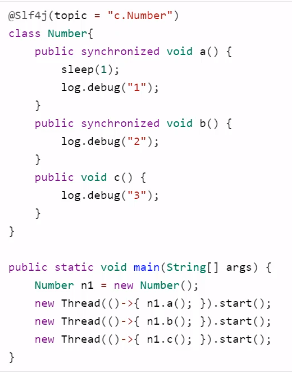 @Slf4j(topic = "c.Number")
class Number{
    public synchronized void a() {
        sleep(1);
        log.debug("1");
    }
    public synchronized void b() {
        log.debug("2");
    }
    public void c() {
        log.debug("3");
    }
}

public static void main(String[] args) {
    Number n1 = new Number();
    new Thread(()->{ n1.a(); }).start();
    new Thread(()->{ n1.b(); }).start();
    new Thread(()->{ n1.c(); }).start();
}